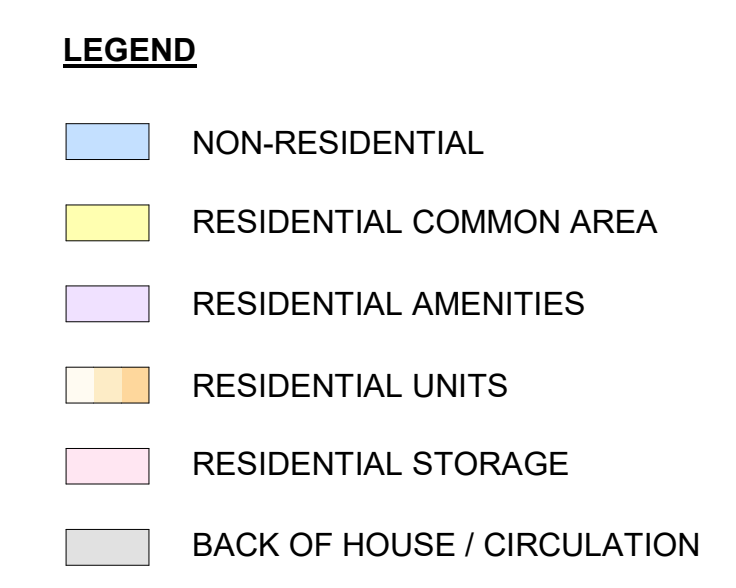 LEGEND
NON-RESIDENTIAL
RESIDENTIAL COMMON AREA
RESIDENTIAL AMENITIES
RESIDENTIAL UNITS
RESIDENTIAL STORAGE
BACK OF HOUSE / CIRCULATION